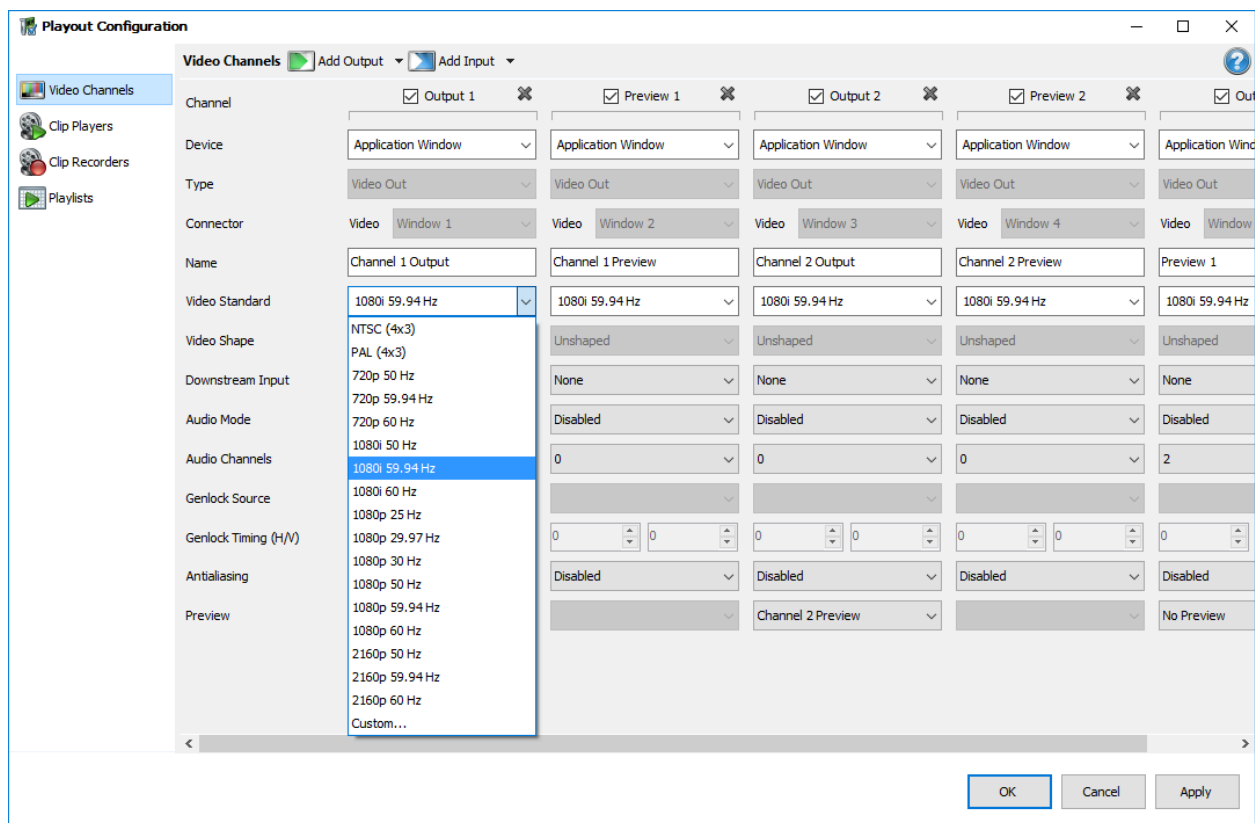 Playout Configuration
Video Channels Add Output Add Input
Video Channels
Clip Players
Clip Recorders
Playlists
Channel Output 1 Preview 1 Output 2 Preview 2 Out
Device Application Window Application Window Application Window Application Window Application Wind
Type Video Out Video Out Video Out Video Out Video Out
Connector Video Window 1 Video Window 2 Video Window 3 Video Window 4 Video Window
Name Channel 1 Output Channel 1 Preview Channel 2 Output Channel 2 Preview Preview 1
Video Standard 1080i 59.94 Hz 1080i 59.94 Hz 1080i 59.94 Hz 1080i 59.94 Hz 1080i 59.94 Hz
NTSC (4x3)
PAL (4x3)
720p 50 Hz
720p 59.94 Hz
720p 60 Hz
1080i 50 Hz
1080i 59.94 Hz
1080i 60 Hz
1080p 25 Hz
1080p 29.97 Hz
1080p 30 Hz
1080p 50 Hz
1080p 59.94 Hz
1080p 60 Hz
2160p 50 Hz
2160p 59.94 Hz
2160p 60 Hz
Custom...
Video Shape Unshaped Unshaped Unshaped Unshaped
Downstream Input None None None None
Audio Mode Disabled Disabled Disabled Disabled
Audio Channels 0 0 0 2
Genlock Source
Genlock Timing (H/V) 0 0 0 0 0 0 0
Antialiasing Disabled Disabled Disabled Disabled
Preview Channel 2 Preview No Preview
OK Cancel Apply